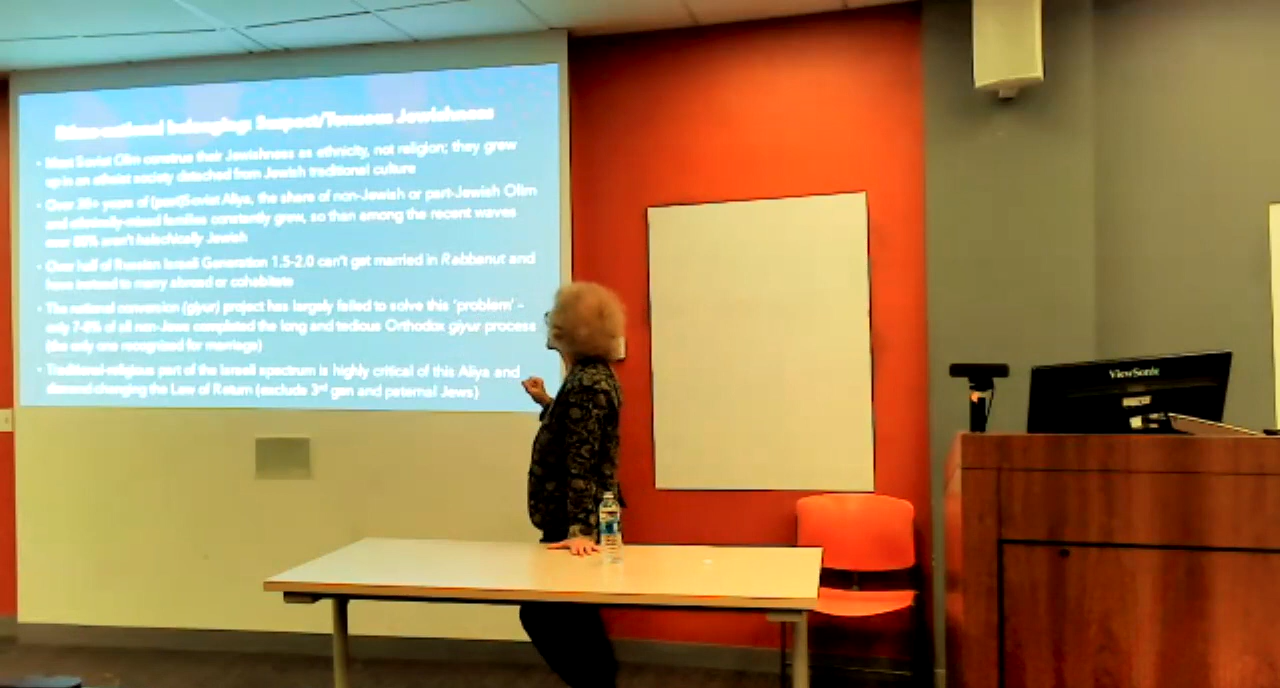 Ethno-national belonging: Suspect/Tenuous Jewishness
• Most Soviet Olim construe their Jewishness as ethnicity, not religion; they grew
up in an atheist society detached from Jewish traditional culture
• Over 30+ years of (post)Soviet Aliya, the share of non-Jewish or part-Jewish Olim
and ethnically-mixed families constantly grew, so than among the recent waves
over aren't halachically Jewish
• Over half of Russian Israeli Generation 1.5-2.0 can't get married in Rabbanut and
have instead to marry abroad or cohabitate
• The national conversion (giyur) project has largely failed to solve this 'problem' -
only 7-8% of all non-Jews completed the long and tedious Orthodox giyur process
(the only one recognized for marriage)
• Traditional-religious part of the Israeli spectrum is highly critical of this Aliya and
demand changing the Law of Return (exclude 3rd gen and paternal Jews)
ViewSonic